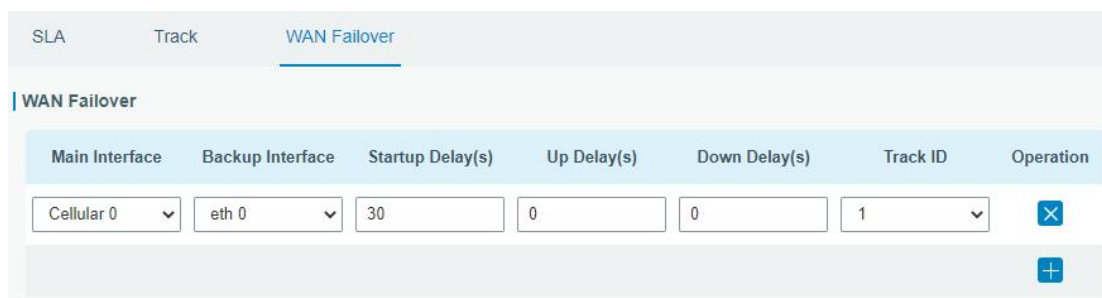 SLA Track WAN Failover
WAN Failover
Main Interface Backup Interface Startup Delay(s) Up Delay(s) Down Delay(s) Track ID Operation
Cellular 0 eth 0 30 0 0 1